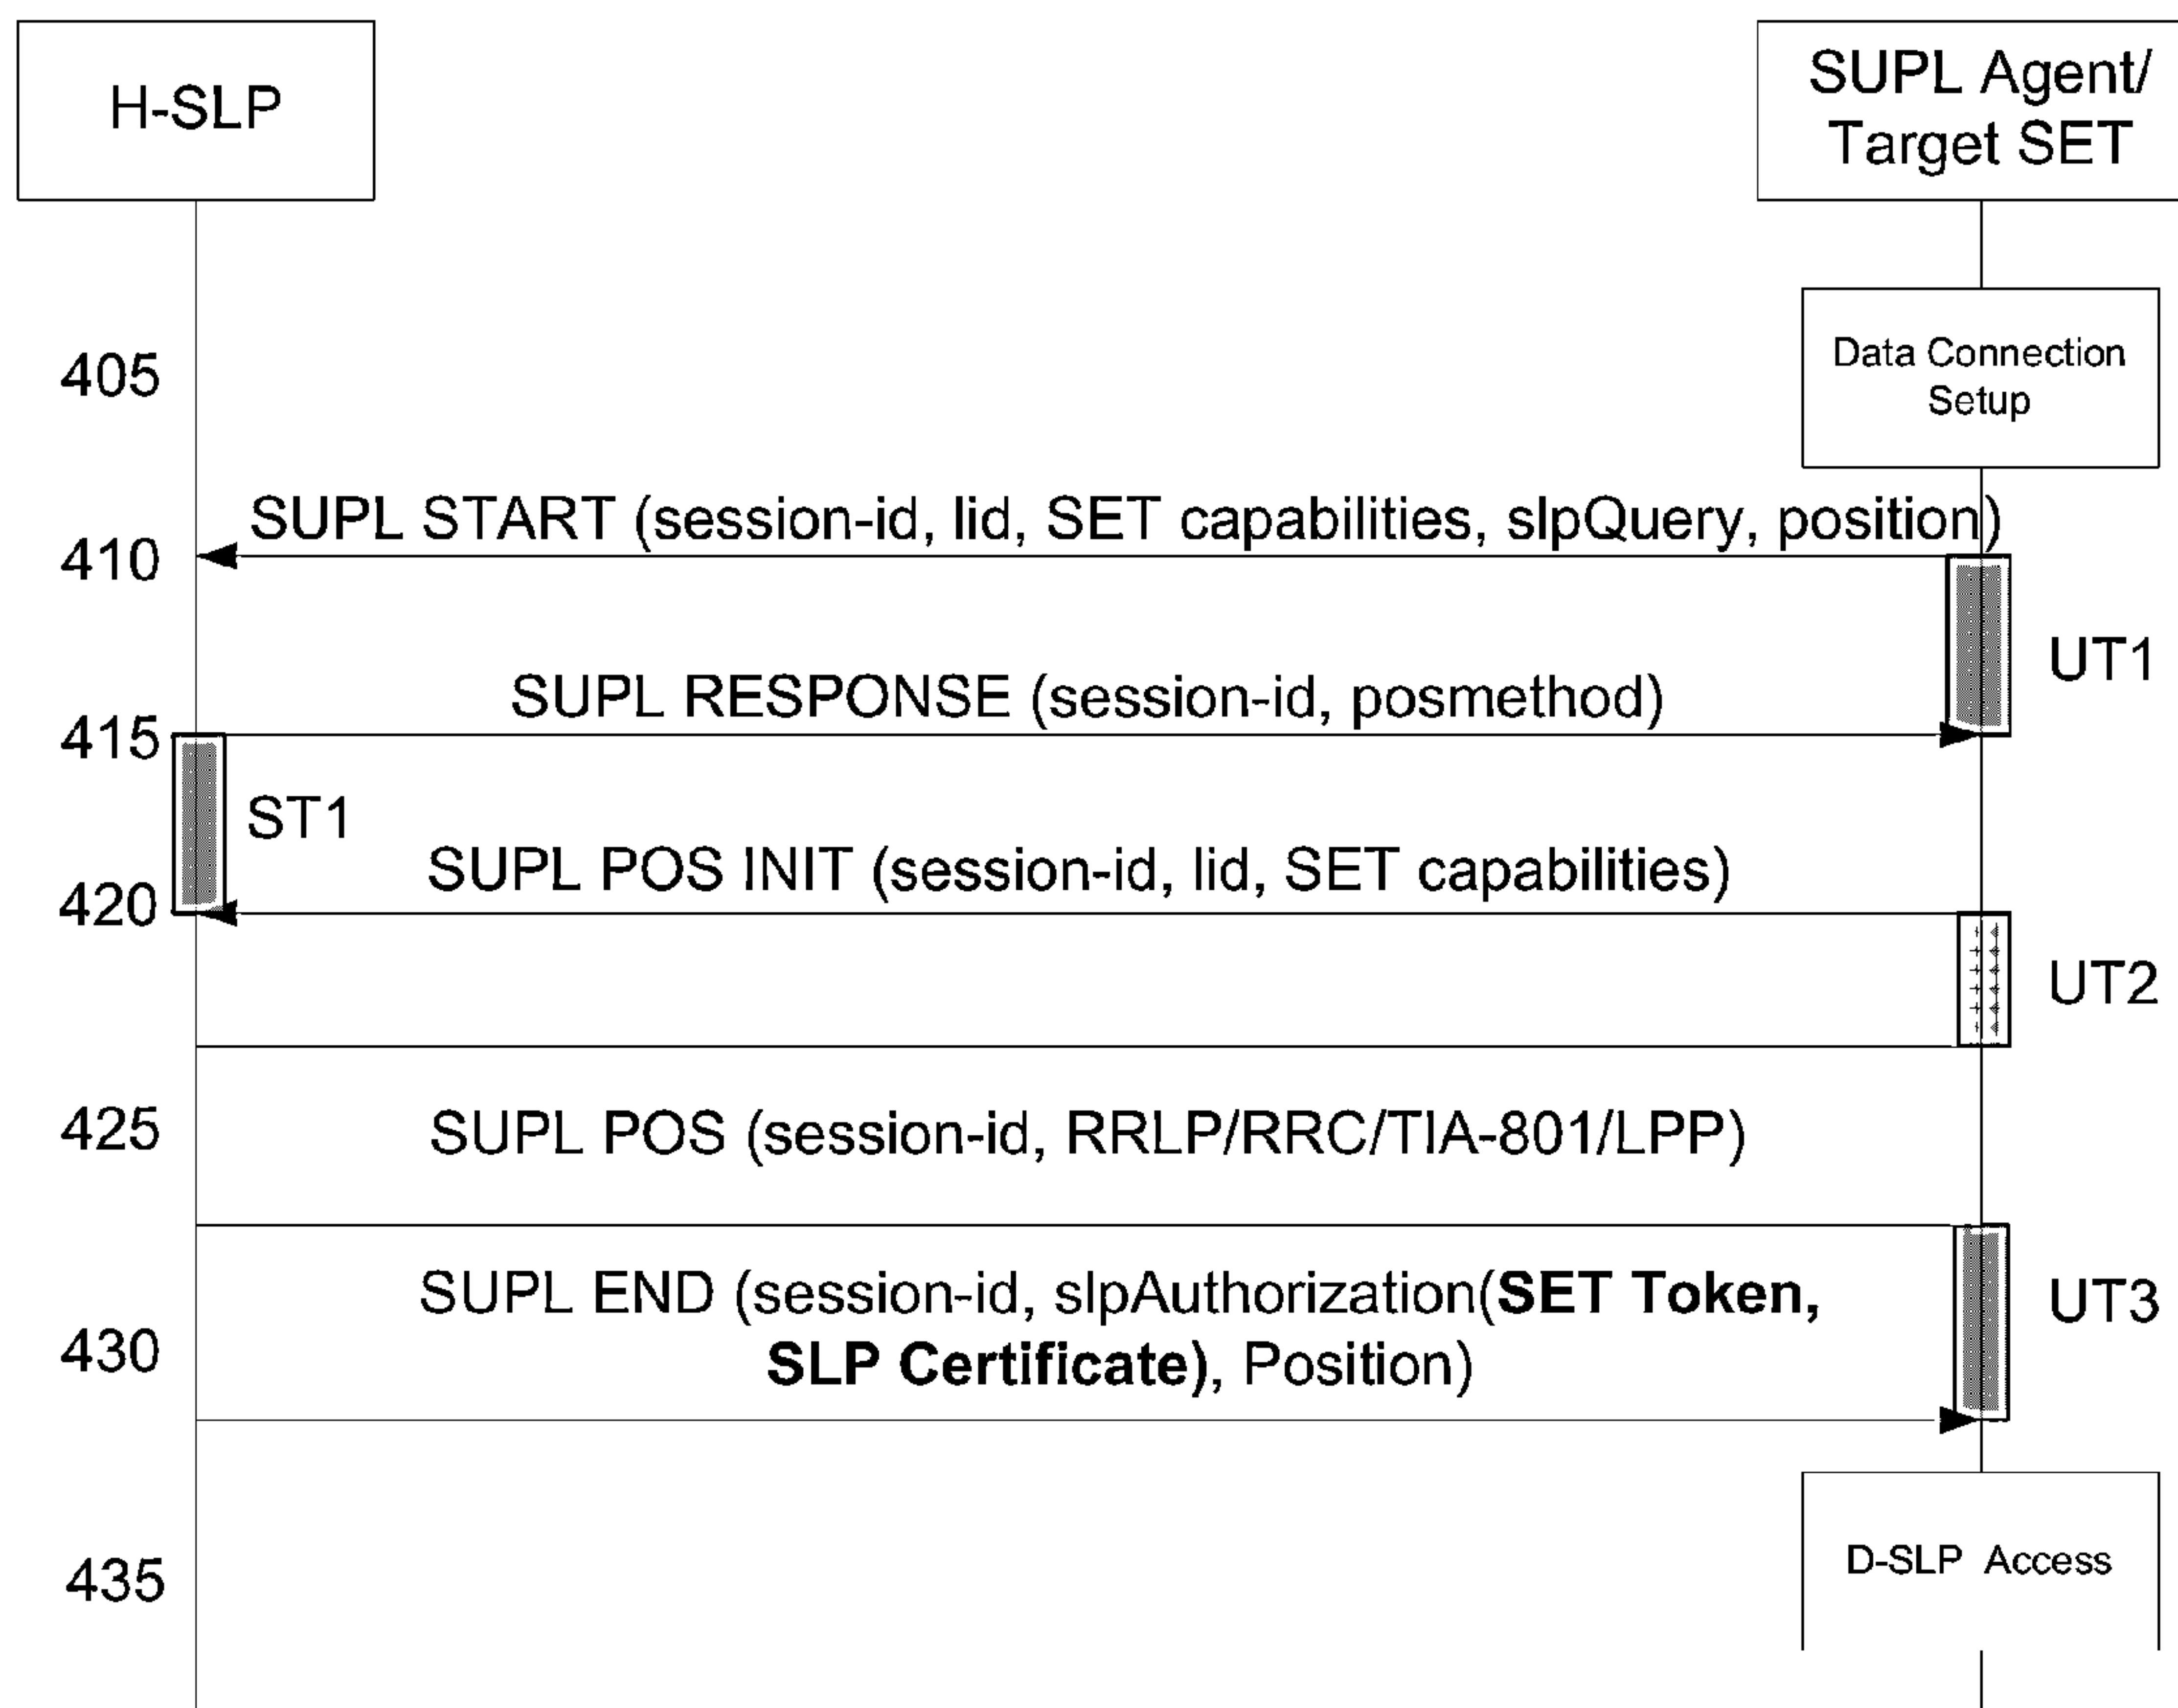 H-SLP
SUPL Agent/
Target SET
405
Data Connection
Setup
SUPL START (session-id, lid, SET capabilities, slpQuery, position)
410
UT1
SUPL RESPONSE (session-id, posmethod)
415
ST1
SUPL POS INIT (session-id, lid, SET capabilities)
420
UT2
425
SUPL POS (session-id, RRLP/RRC/TIA-801/LPP)
SUPL END (session-id, slpAuthorization(SET Token,
SLP Certificate), Position)
UT3
430
D-SLP Access
435